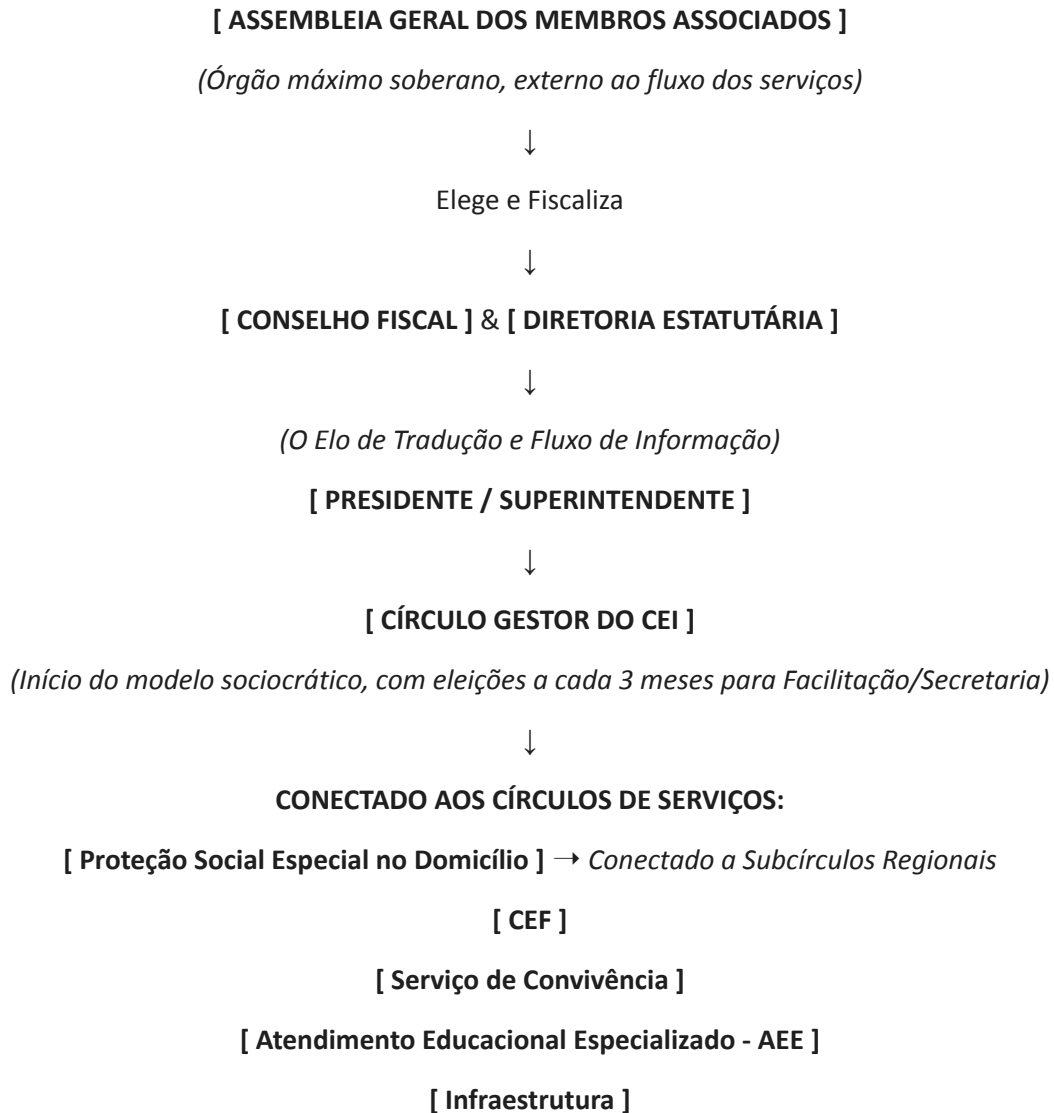 [ ASSEMBLEIA GERAL DOS MEMBROS ASSOCIADOS ]
(Órgão máximo soberano, externo ao fluxo dos serviços)
↓
Elege e Fiscaliza
↓
[ CONSELHO FISCAL ] & [ DIRETORIA ESTATUTÁRIA ]
↓
(O Elo de Tradução e Fluxo de Informação)
[ PRESIDENTE / SUPERINTENDENTE ]
↓
[ CÍRCULO GESTOR DO CEI ]
(Início do modelo sociocrático, com eleições a cada 3 meses para Facilitação/Secretaria)
↓
CONECTADO AOS CÍRCULOS DE SERVIÇOS:
[ Proteção Social Especial no Domicílio ] → Conectado a Subcírculos Regionais
[ CEF ]
[ Serviço de Convivência ]
[ Atendimento Educacional Especializado - AEE ]
[ Infraestrutura ]